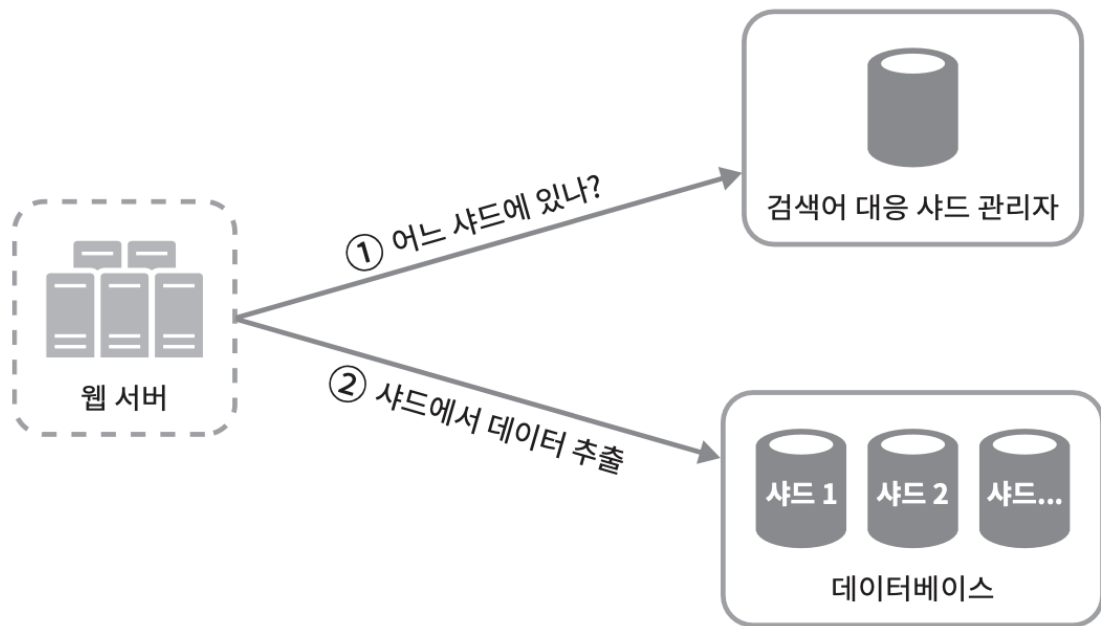 검색어 대응 샤드 관리자
① 어느 샤드에 있나?
웹 서버
② 샤드에서 데이터 추출
샤드 1
샤드 2
샤드...
데이터베이스